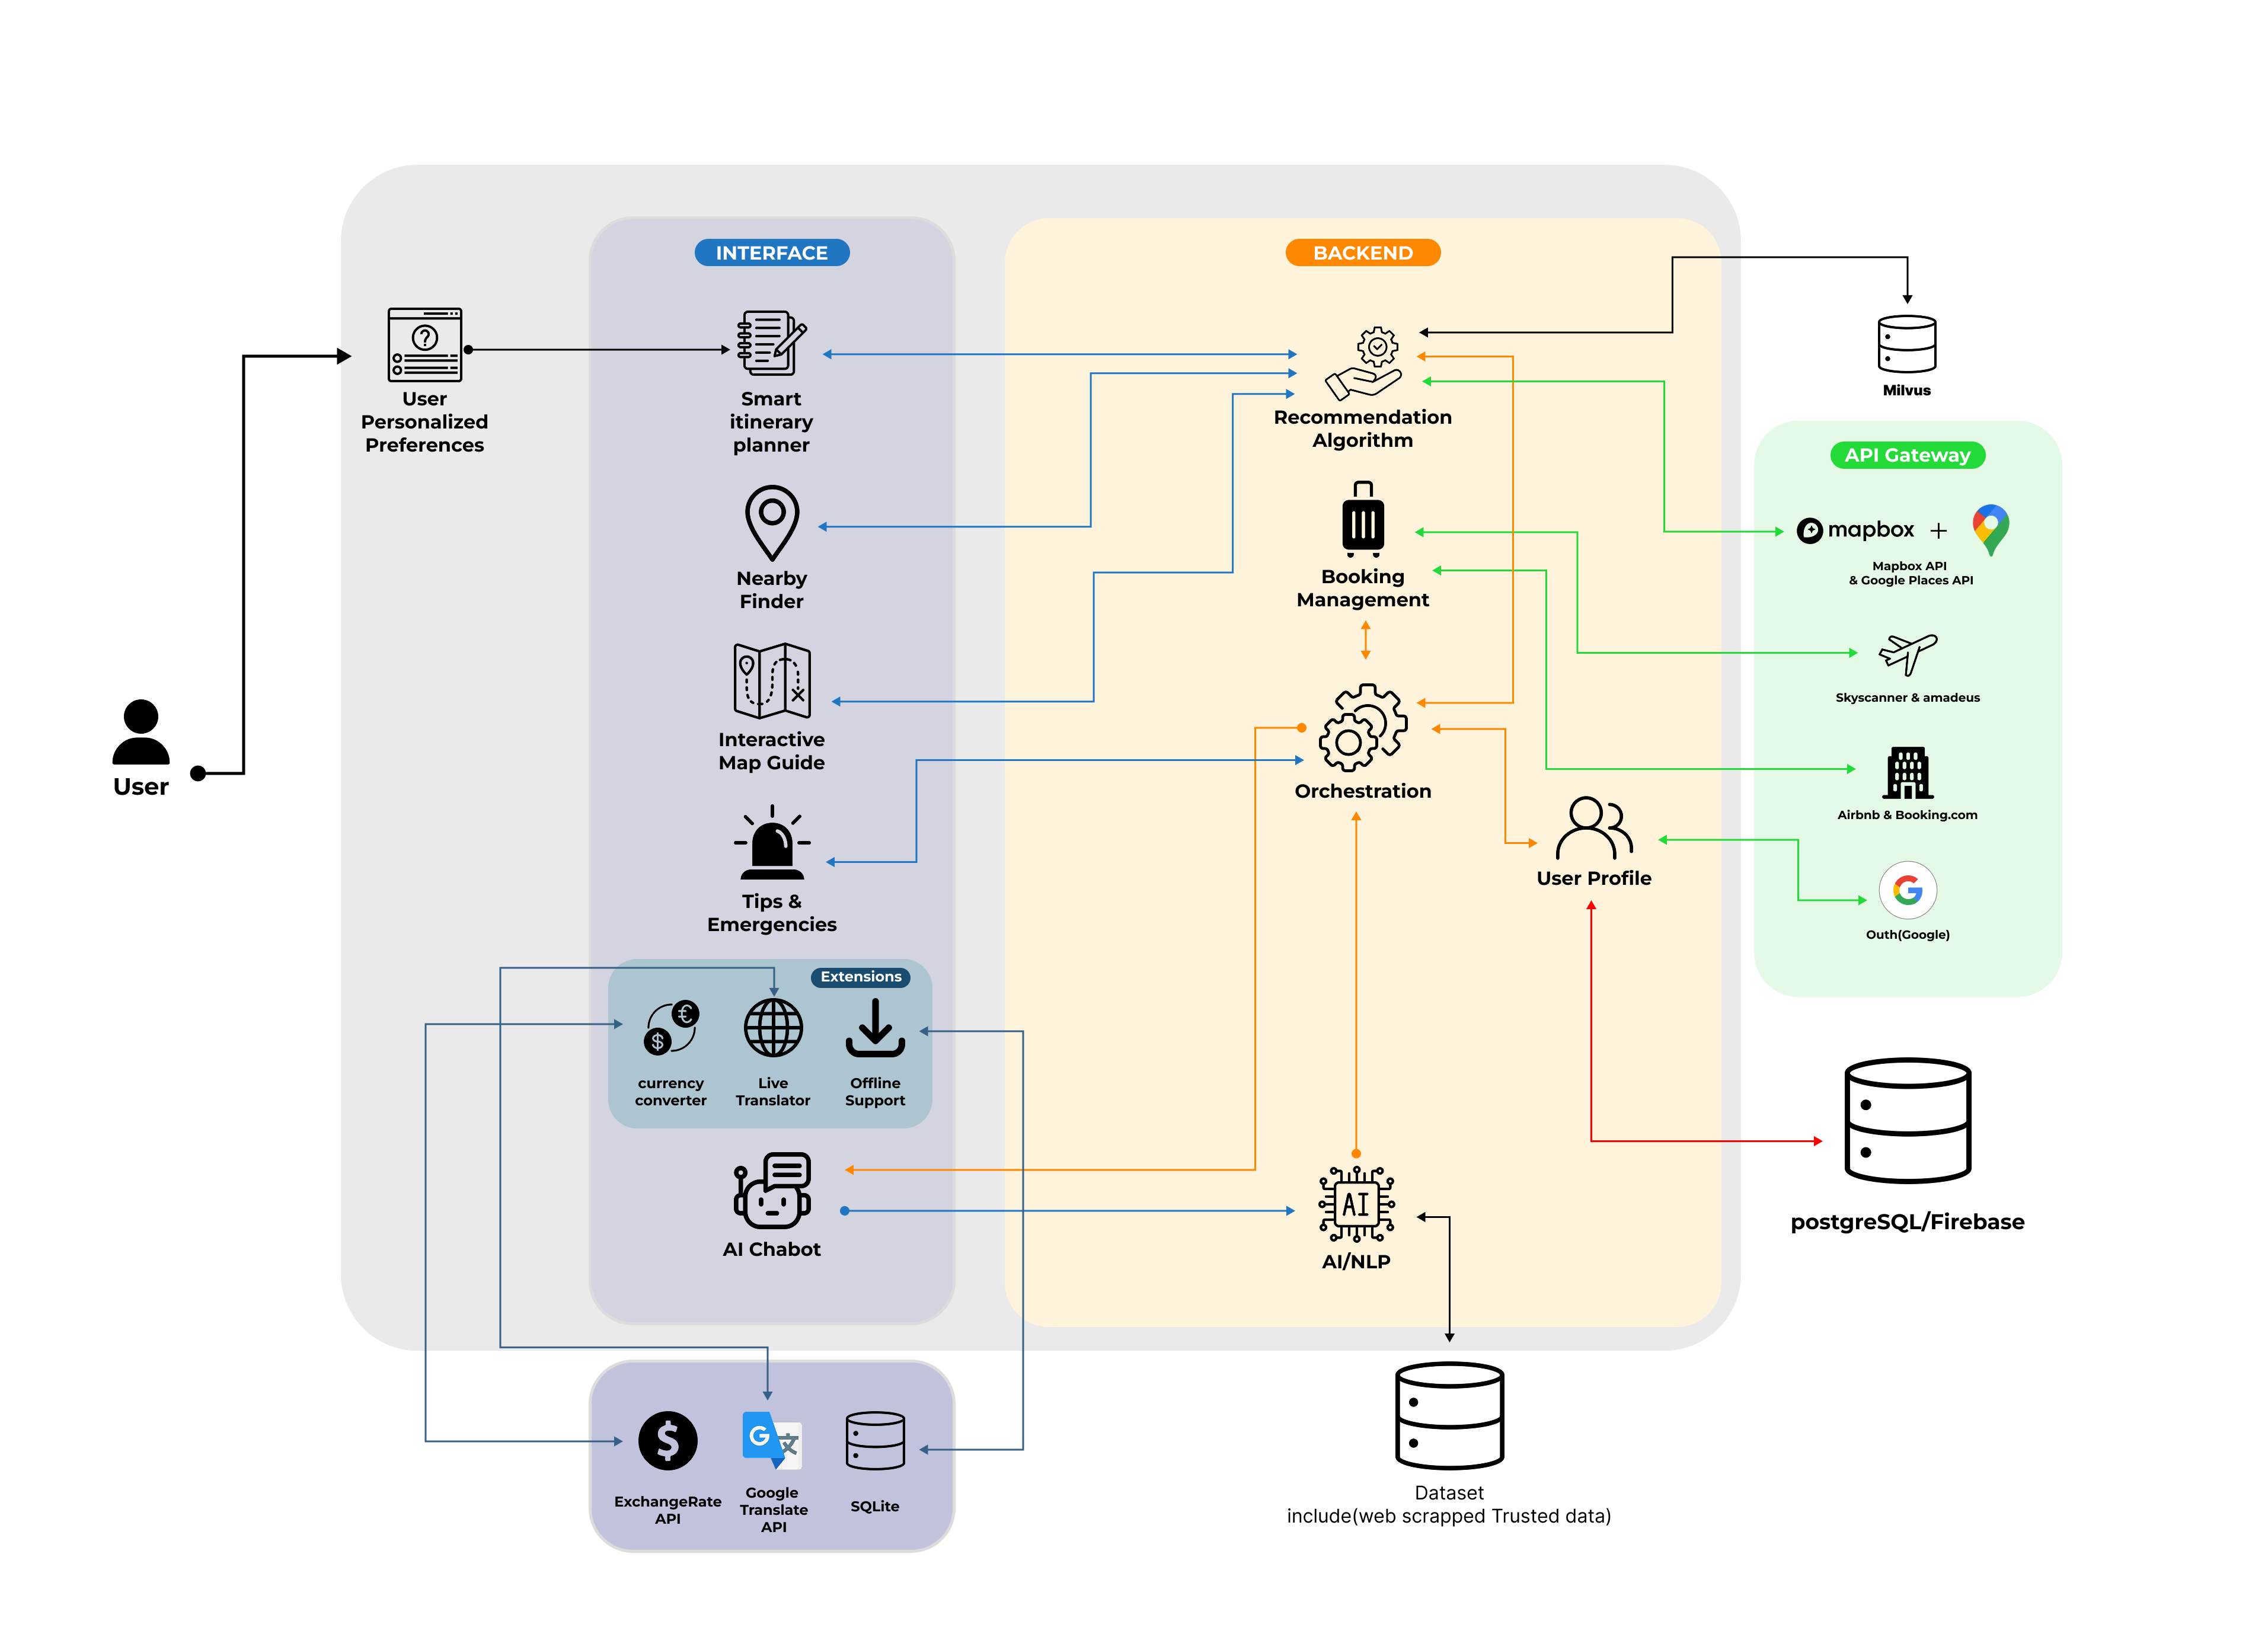 INTERFACE
BACKEND
User
Personalized
Preferences
Smart
itinerary
planner
Recommendation
Algorithm
Milvus
API Gateway
mapbox +
Mapbox API
& Google Places API
Nearby
Finder
Booking
Management
Skyscanner & amadeus
Interactive
Map Guide
User
Orchestration
Airbnb & Booking.com
User Profile
Tips &
Emergencies
G
Outh(Google)
Extensions
€
$
currency
converter
Live
Translator
Offline
Support
AI
AI Chabot
AI/NLP
postgreSQL/Firebase
$
G
文
ExchangeRate
API
Google
Translate
API
SQLite
Dataset
include(web scrapped Trusted data)